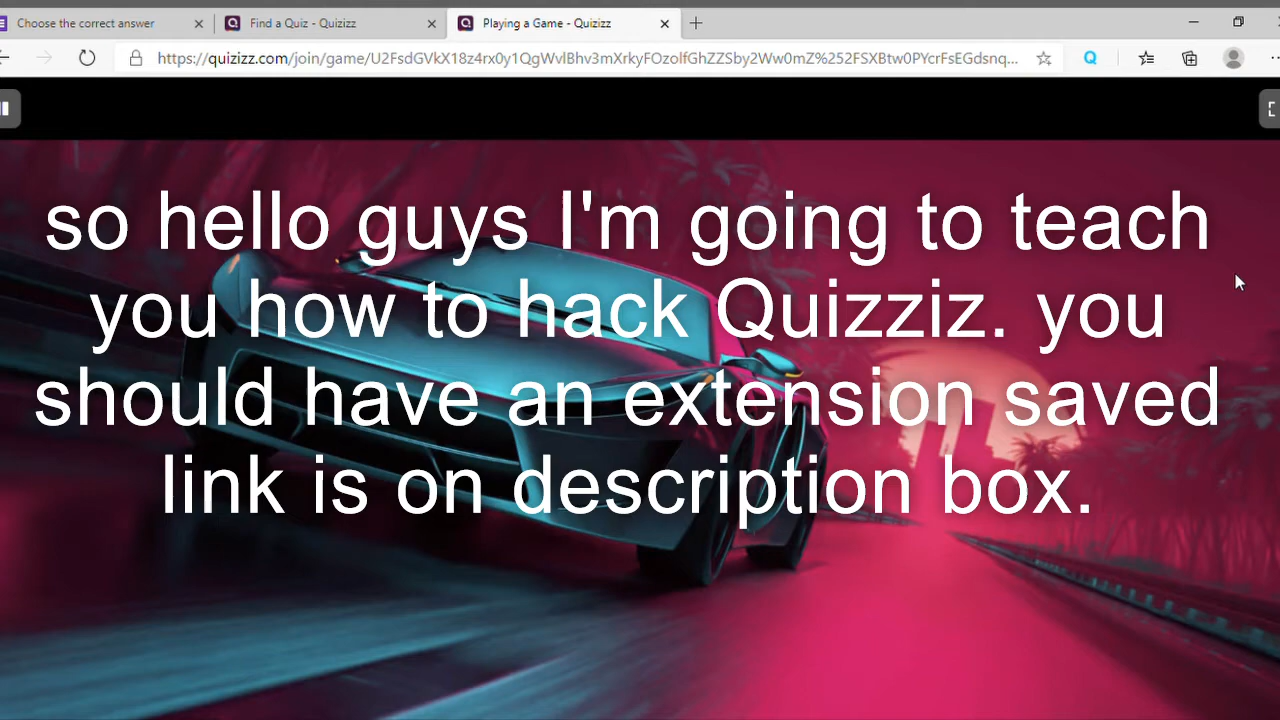 Choose the correct answer
Find a Quiz - Quizizz
Playing a Game - Quizizz
https://quizizz.com/join/game/U2FsdGVkX18z4rx0y1QgWvlBhv3mXrkyFOzolfGhZZSby2Ww0mZ%252FSXBtw0PYcrFsEGdsnq...
so hello guys I'm going to teach
you how to hack Quizziz. you
should have an extension saved
link is on description box.